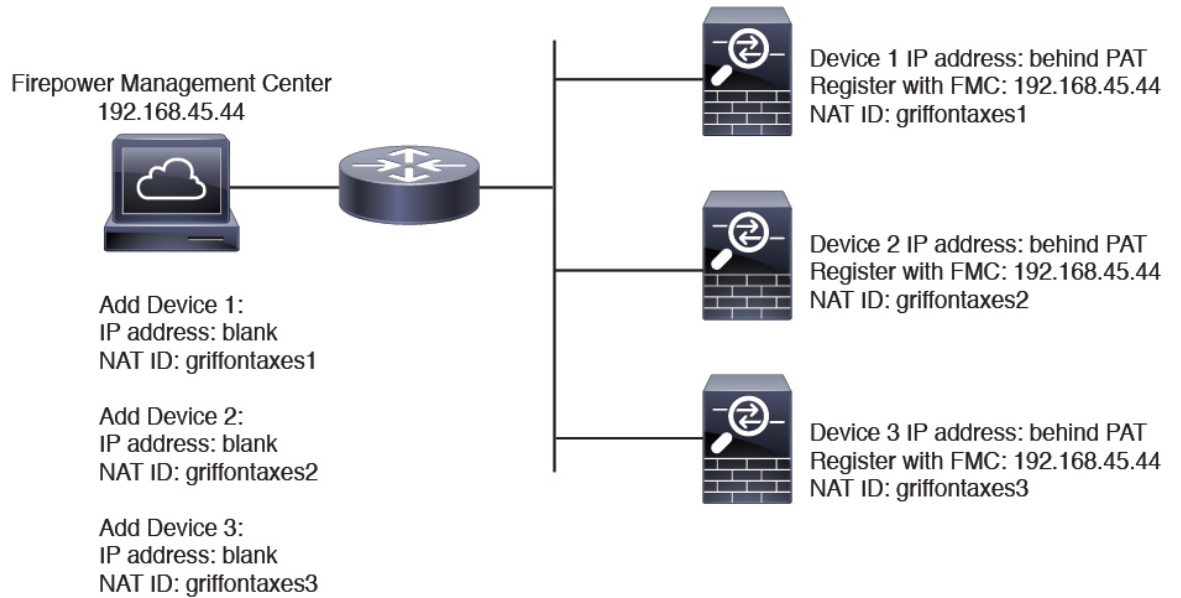 Firepower Management Center
192.168.45.44
Add Device 1:
IP address: blank
NAT ID: griffontaxes1
Add Device 2:
IP address: blank
NAT ID: griffontaxes2
Add Device 3:
IP address: blank
NAT ID: griffontaxes3
Device 1 IP address: behind PAT
Register with FMC: 192.168.45.44
NAT ID: griffontaxes1
Device 2 IP address: behind PAT
Register with FMC: 192.168.45.44
NAT ID: griffontaxes2
Device 3 IP address: behind PAT
Register with FMC: 192.168.45.44
NAT ID: griffontaxes3